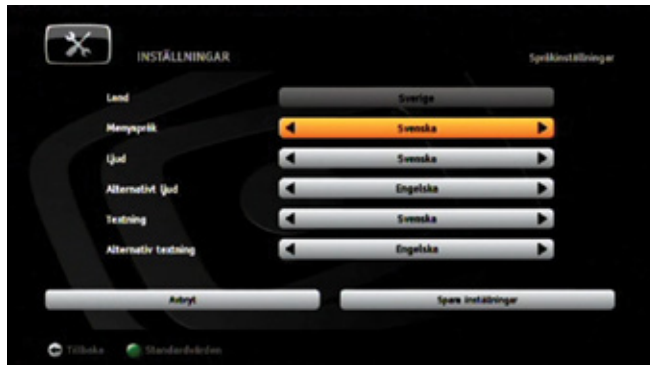 INSTÄLLNINGAR
Språkinställningar
Land Sverige
Menyspråk Svenska
Ljud Svenska
Alternativt ljud Engelska
Textning Svenska
Alternativ textning Engelska
Avbryt Spara inställningar
Tillbaka Standardvärden